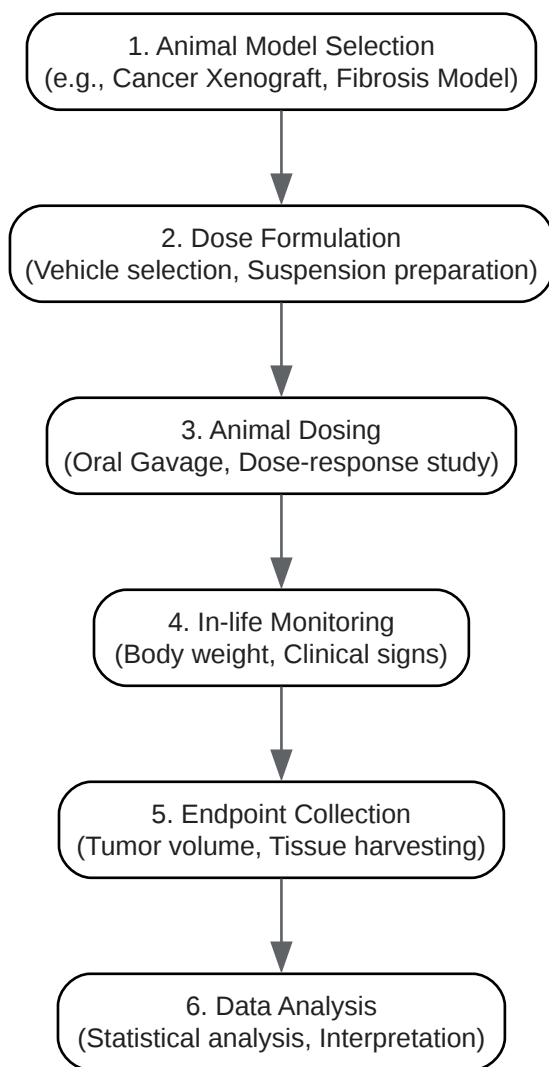 1. Animal Model Selection
(e.g., Cancer Xenograft, Fibrosis Model)
2. Dose Formulation
(Vehicle selection, Suspension preparation)
3. Animal Dosing
(Oral Gavage, Dose-response study)
4. In-life Monitoring
(Body weight, Clinical signs)
5. Endpoint Collection
(Tumor volume, Tissue harvesting)
6. Data Analysis
(Statistical analysis, Interpretation)